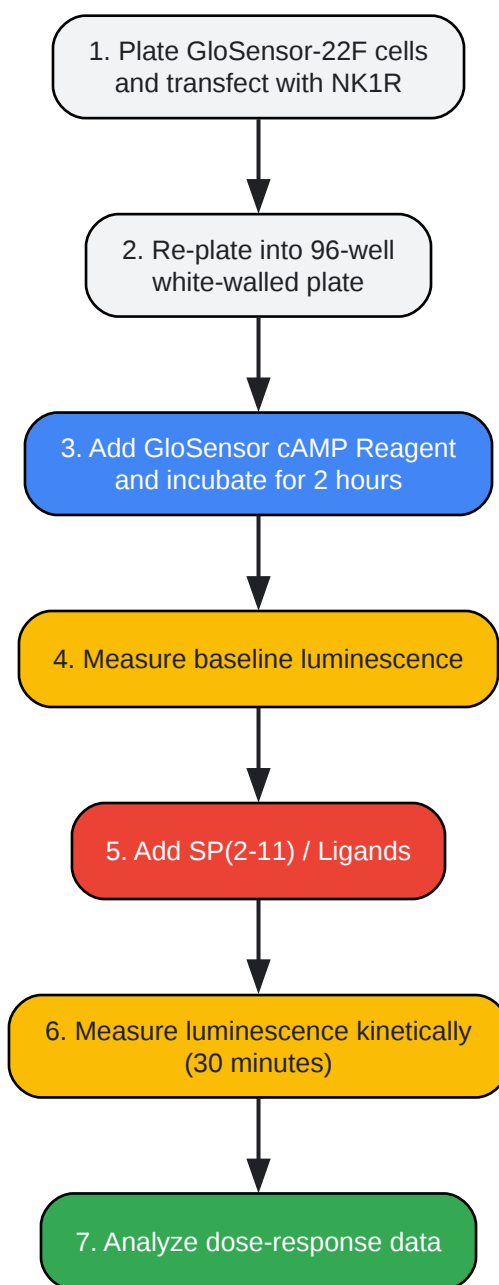 1. Plate GloSensor-22F cells
and transfect with NK1R
2. Re-plate into 96-well
white-walled plate
3. Add GloSensor cAMP Reagent
and incubate for 2 hours
4. Measure baseline luminescence
5. Add SP(2-11) / Ligands
6. Measure luminescence kinetically
(30 minutes)
7. Analyze dose-response data